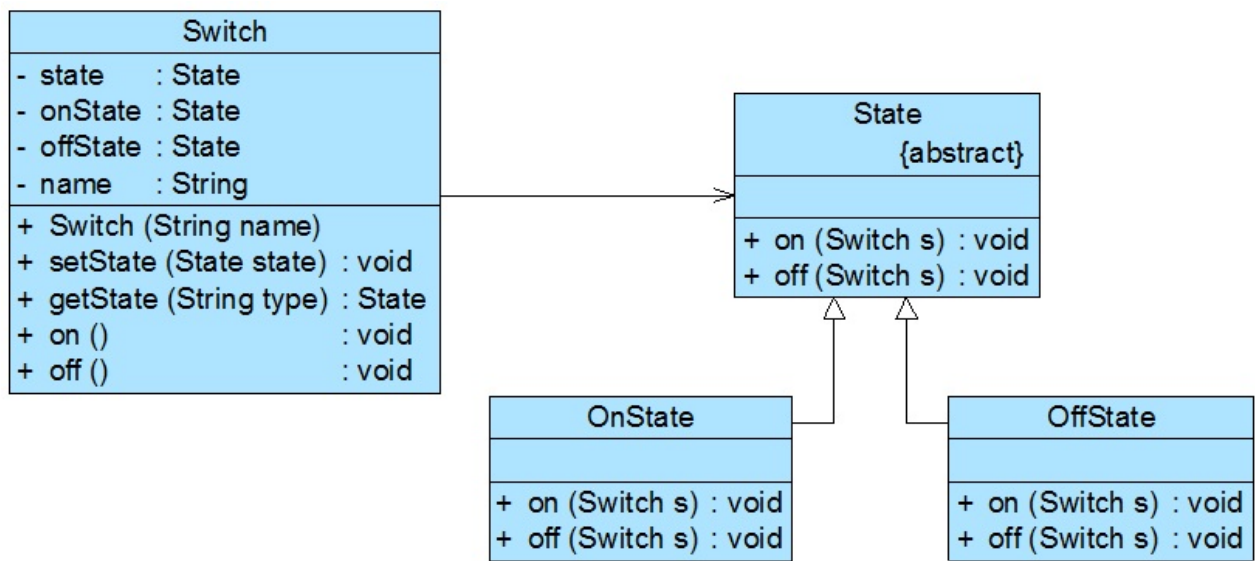 Switch
- state : State
- onState : State
- offState : State
- name : String
+ Switch (String name)
+ setState (State state) : void
+ getState (String type) : State
+ on () : void
+ off () : void
State
{abstract}
+ on (Switch s) : void
+ off (Switch s) : void
OnState
+ on (Switch s) : void
+ off (Switch s) : void
OffState
+ on (Switch s) : void
+ off (Switch s) : void